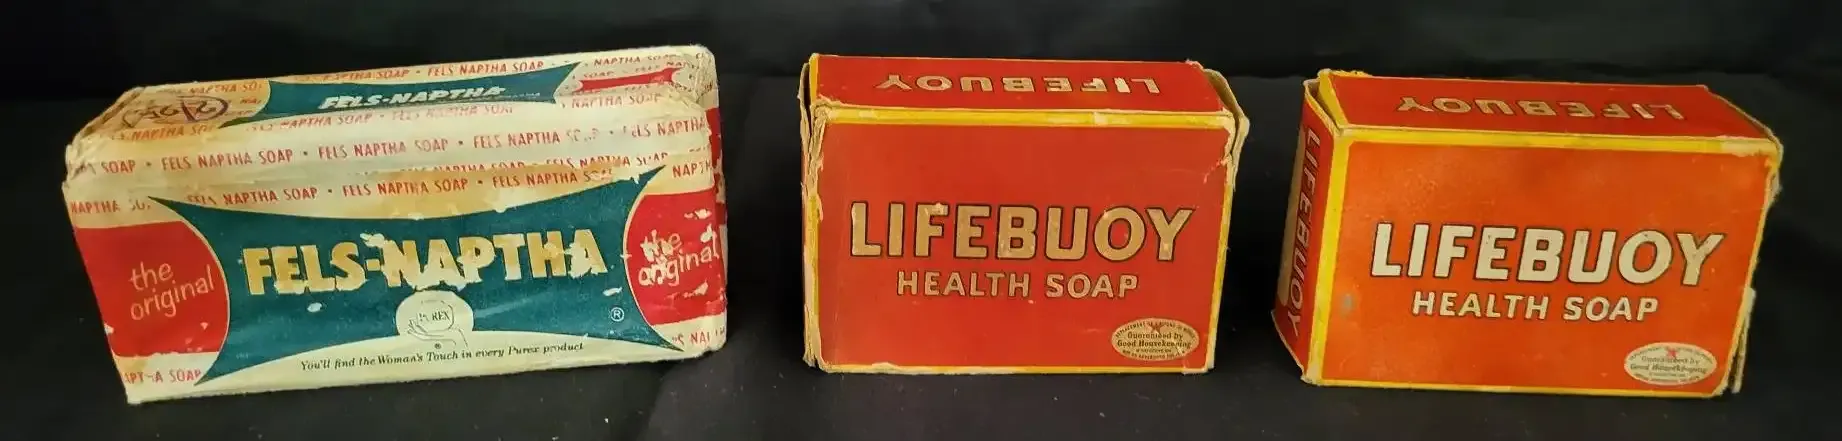 FELS NAPTHA SOAP • FELS NAPTHA SOAP
FELS-NAPTHA
NAPTHA SOAP • FELS NAPTHA SOAP
SOAP • FELS NAPTHA SOAP • FELS NAPTHA SOAP • FELS NAPTHA
FELS NAPTHA SOAP • FELS NAPTHA SOAP • FELS NAPTHA
the original
FELS-NAPTHA
the original
PUREX
®
You'll find the Woman's Touch in every Purex product
LIFEBUOY
LIFEBUOY
HEALTH SOAP
Guaranteed by
Good Housekeeping
LIFEBUOY
LIFEBUOY
LIFEBUOY
HEALTH SOAP
Guaranteed by
Good Housekeeping